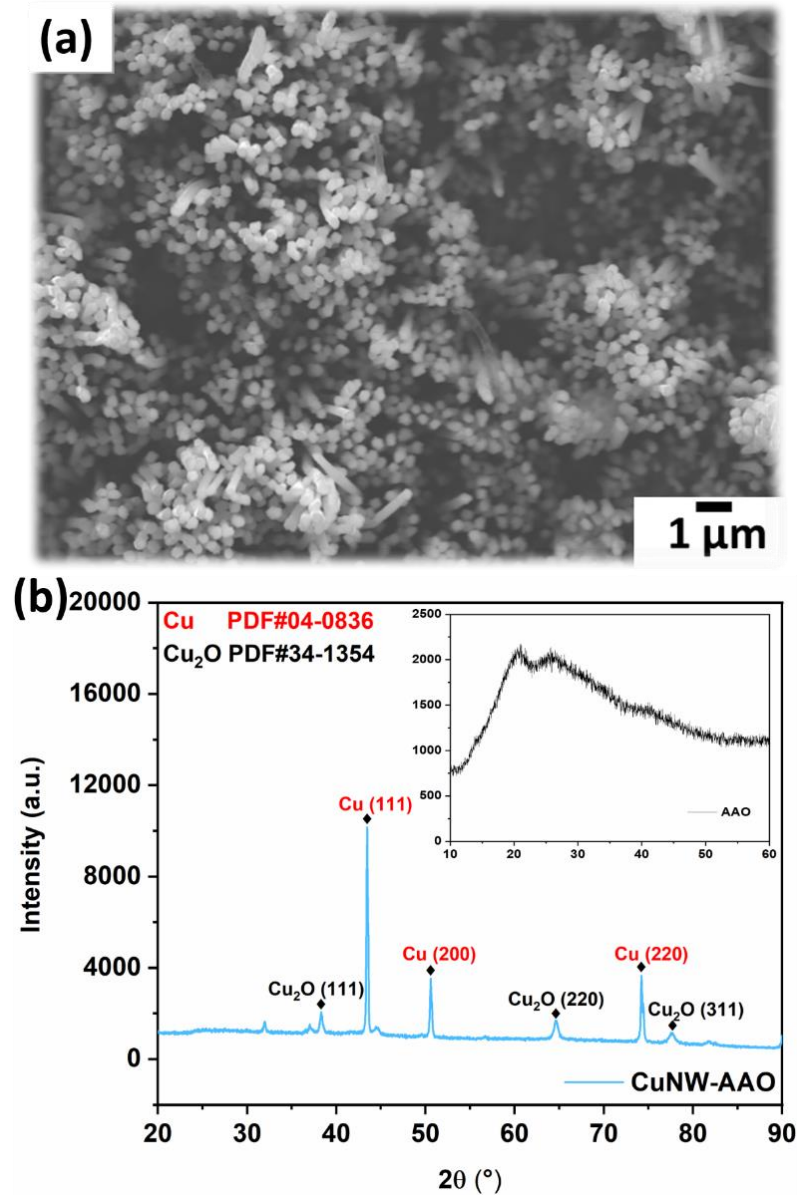 (a)
1 μm
(b)
Cu PDF#04-0836
Cu₂O PDF#34-1354
Intensity (a.u.)
20000
16000
12000
8000
4000
0
2500
2000
1500
1000
500
0
10 20 30 40 50 60
AAO
Cu (111)
Cu₂O (111)
Cu (200)
Cu₂O (220)
Cu (220)
Cu₂O (311)
CuNW-AAO
20 30 40 50 60 70 80 90
2θ (°)